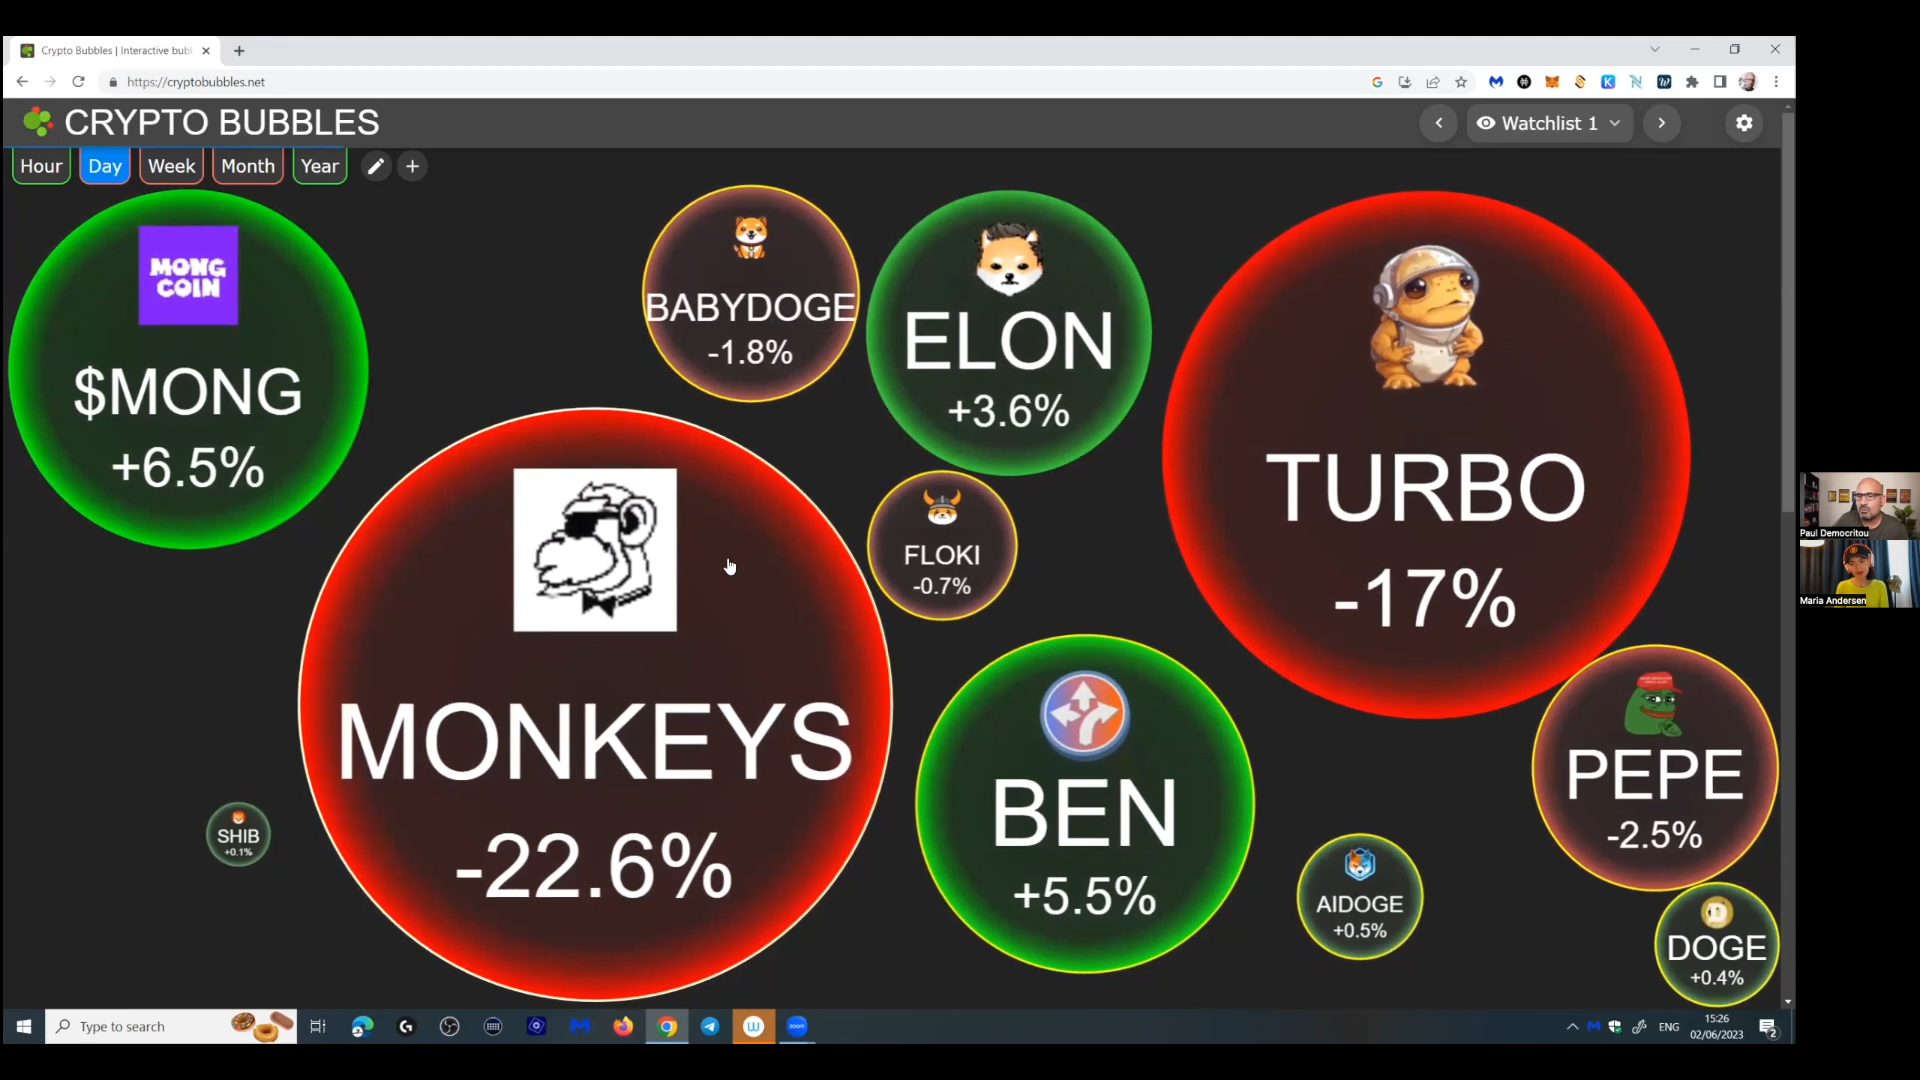 Crypto Bubbles | Interactive bubl
https://cryptobubbles.net
CRYPTO BUBBLES
Watchlist 1
Hour
Day
Week
Month
Year
MONG
COIN
$MONG
+6.5%
BABYDOGE
-1.8%
ELON
+3.6%
TURBO
-17%
FLOKI
-0.7%
MONKEYS
-22.6%
BEN
+5.5%
PEPE
-2.5%
SHIB
+0.1%
AIDOGE
+0.5%
DOGE
+0.4%
Paul Democritou
Maria Andersen
Type to search
zoom
ENG
15:26
02/06/2023
2